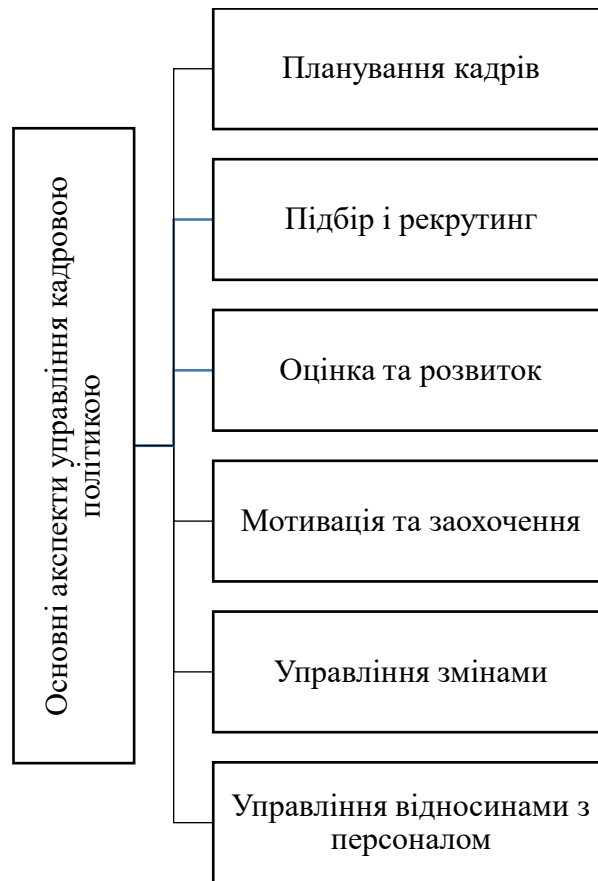 Основні акспекти управління кадровою
політикою
Планування кадрів
Підбір і рекрутинг
Оцінка та розвиток
Мотивація та заохочення
Управління змінами
Управління відносинами з
персоналом